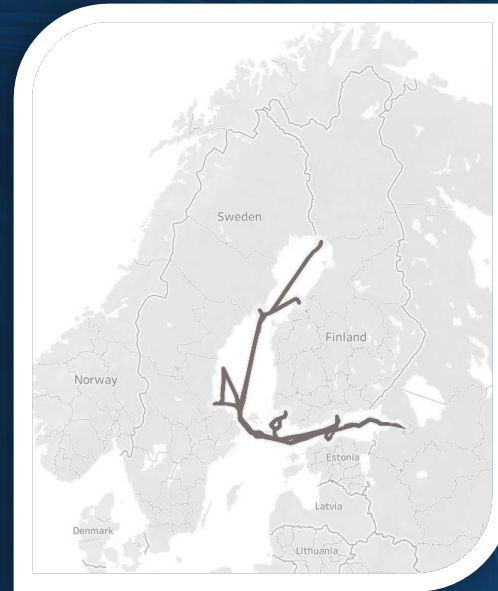 Sweden
Finland
Norway
Estonia
Latvia
Denmark
Lithuania